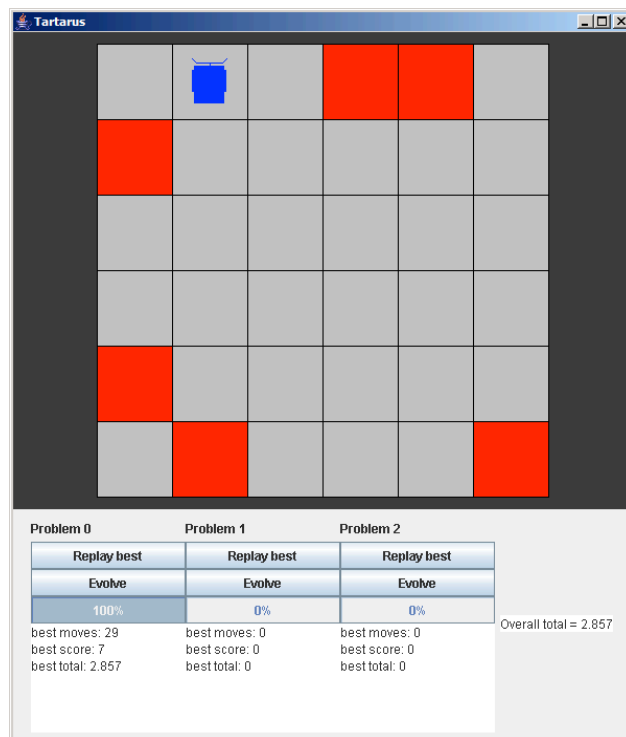 Tartarus
Problem 0 Problem 1 Problem 2
Replay best Replay best Replay best
Evolve Evolve Evolve
100% 0% 0%
Overall total = 2.857
best moves: 29 best moves: 0 best moves: 0
best score: 7 best score: 0 best score: 0
best total: 2.857 best total: 0 best total: 0